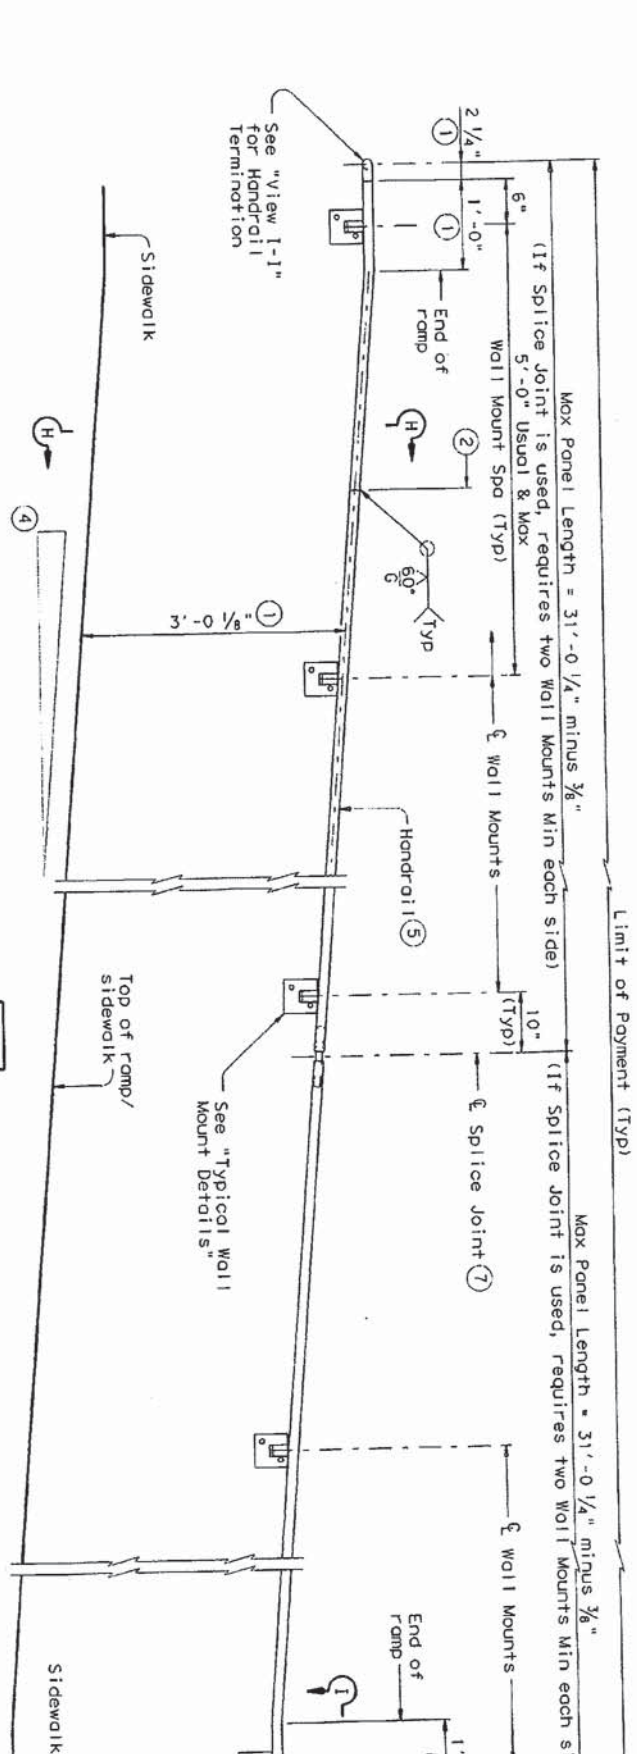 Limit of Payment (Typ)
Max Panel Length = 31'-0 1/4" minus 3/8"
(If Splice Joint is used, requires two Wall Mounts Min each side)
5'-0" Usual & Max
Wall Mount Spa (Typ)
6"
2 1/4"
1
1'-0"
1
End of
ramp
See "View I-I"
for Handrail
Termination
Sidewalk
H
H
2
60°
G
Typ
4
3'-0 1/8" 1
℄ Wall Mounts
Handrail 5
10"
(Typ)
℄ Splice Joint 7
Top of ramp/
sidewalk
See "Typical Wall
Mount Details"
Max Panel Length = 31'-0 1/4" minus 3/8"
(If Splice Joint is used, requires two Wall Mounts Min each s
℄ Wall Mounts
End of
ramp
I
1'
Sidewalk